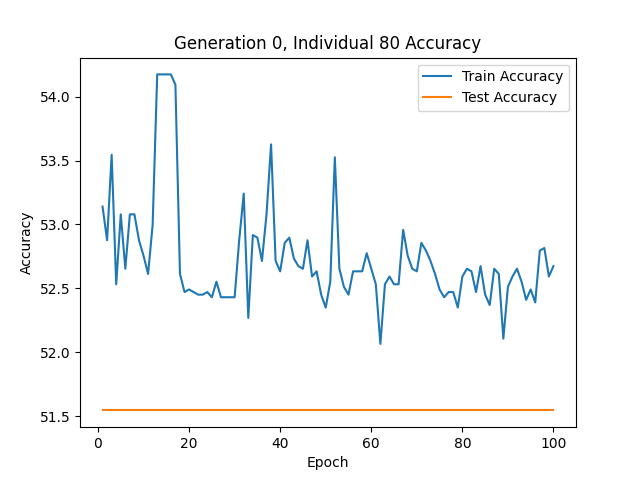 Generation 0, Individual 80 Accuracy
Train Accuracy
Test Accuracy
54.0
53.5
53.0
52.5
52.0
51.5
Accuracy
0 20 40 60 80 100
Epoch